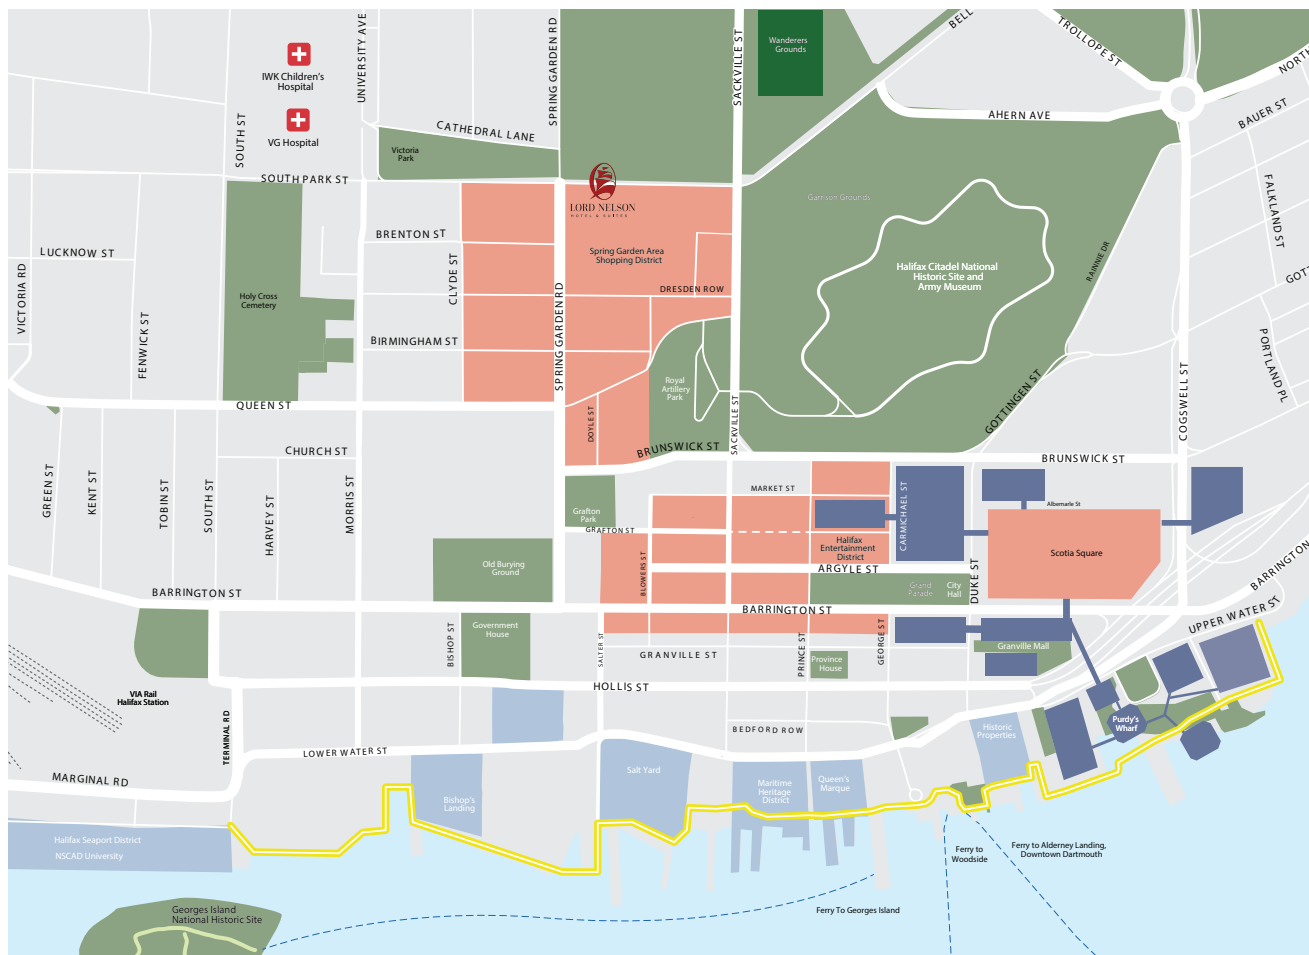 UNIVERSITY AVE
SPRING GARDEN RD
SACKVILLE ST
Wanderers
Grounds
BELL
TROLLOPE ST
NORTH
IWK Children's
Hospital
VG Hospital
SOUTH ST
CATHEDRAL LANE
Victoria
Park
SOUTH PARK ST
AHERN AVE
BAUER ST
FALKLAND ST
GOTT
PORTLAND PL
LORD NELSON
HOTEL & SUITES
Garrison Grounds
LUCKNOW ST
VICTORIA RD
FENWICK ST
Holy Cross
Cemetery
BRENTON ST
CLYDE ST
Spring Garden Area
Shopping District
DRESDEN ROW
Halifax Citadel National
Historic Site and
Army Museum
RAINNIE DR
BIRMINGHAM ST
SPRING GARDEN RD
Royal
Artillery
Park
SACKVILLE ST
GOTTINGEN ST
COGSWELL ST
QUEEN ST
DOYLE ST
CHURCH ST
BRUNSWICK ST
BRUNSWICK ST
GREEN ST
KENT ST
TOBIN ST
SOUTH ST
HARVEY ST
MORRIS ST
MARKET ST
CARMICHAEL ST
Albemarle St
Grafton
Park
GRAFTON ST
Halifax
Entertainment
District
Scotia Square
Old Burying
Ground
BLOWERS ST
ARGYLE ST
Grand
Parade
City
Hall
DUKE ST
BARRINGTON
BARRINGTON ST
BARRINGTON ST
UPPER WATER ST
BISHOP ST
Government
House
SALTER ST
GRANVILLE ST
PRINCE ST
Province
House
GEORGE ST
Granville Mall
VIA Rail
Halifax Station
HOLLIS ST
TERMINAL RD
LOWER WATER ST
BEDFORD ROW
Historic
Properties
Purdy's
Wharf
MARGINAL RD
Salt Yard
Bishop's
Landing
Maritime
Heritage
District
Queen's
Marque
Halifax Seaport District
NSCAD University
Ferry to
Woodside
Ferry to Alderney Landing,
Downtown Dartmouth
Georges Island
National Historic Site
Ferry To Georges Island